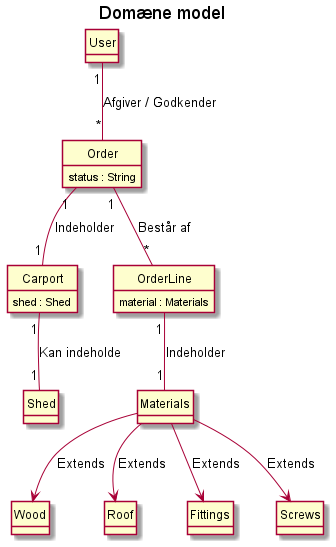 Domæne model
User
1
Afgiver / Godkender
*
Order
status : String
1
1
Indeholder
Består af
1
*
Carport
shed : Shed
OrderLine
material : Materials
1
1
Kan indeholde
Indeholder
1
1
Shed
Materials
Extends
Extends
Extends
Extends
Wood
Roof
Fittings
Screws